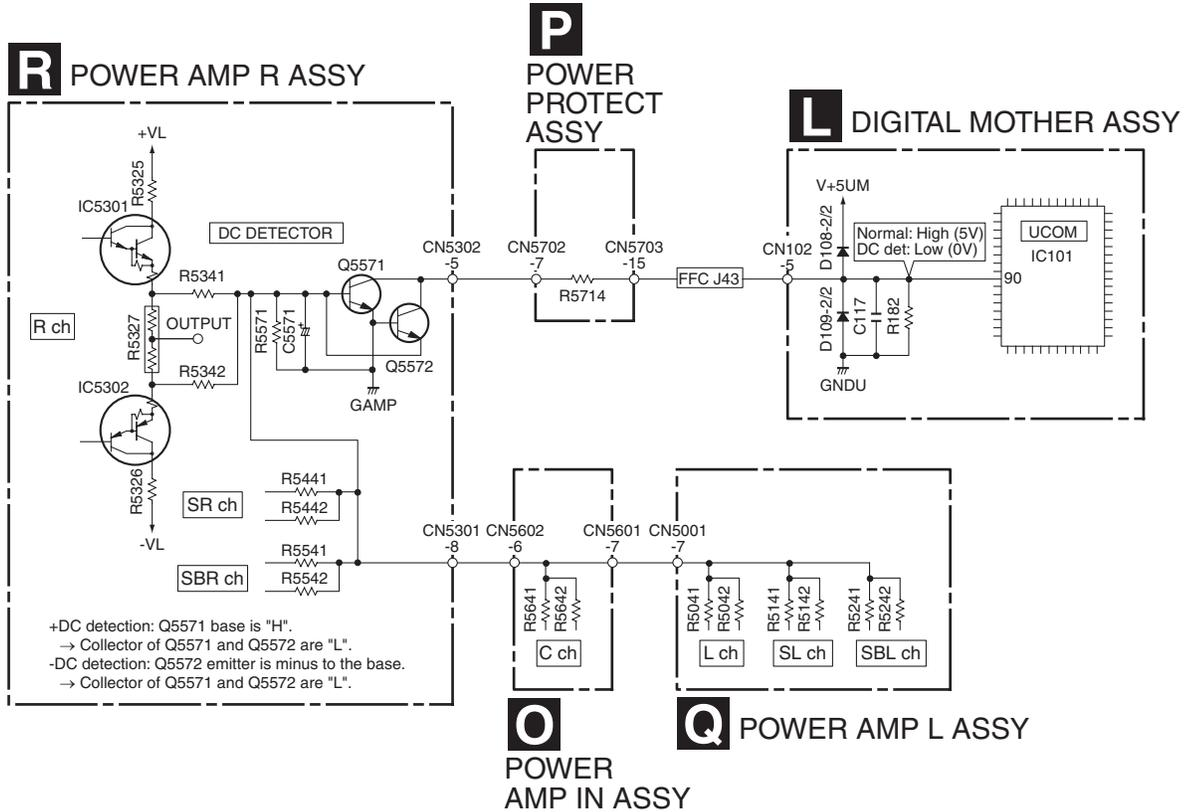 R POWER AMP R ASSY
P
POWER
PROTECT
ASSY
L DIGITAL MOTHER ASSY
+VL
R5325
IC5301
DC DETECTOR
R5341
Q5571
CN5302
-5
CN5702
-7
CN5703
-15
R5714
FFC J43
CN102
-5
V+5UM
D108-2/2
Normal: High (5V)
DC det: Low (0V)
UCOM
IC101
90
D109-2/2
C117
R182
GNDU
R ch
R5327
OUTPUT
R5571
C5571
+
Q5572
R5342
GAMP
IC5302
R5326
-VL
SR ch
R5441
R5442
SBR ch
R5541
R5542
CN5301
-8
CN5602
-6
CN5601
-7
CN5001
-7
R5641
R5642
C ch
R5041
R5042
L ch
R5141
R5142
SL ch
R5241
R5242
SBL ch
+DC detection: Q5571 base is "H".
→ Collector of Q5571 and Q5572 are "L".
-DC detection: Q5572 emitter is minus to the base.
→ Collector of Q5571 and Q5572 are "L".
O
POWER
AMP IN ASSY
Q POWER AMP L ASSY